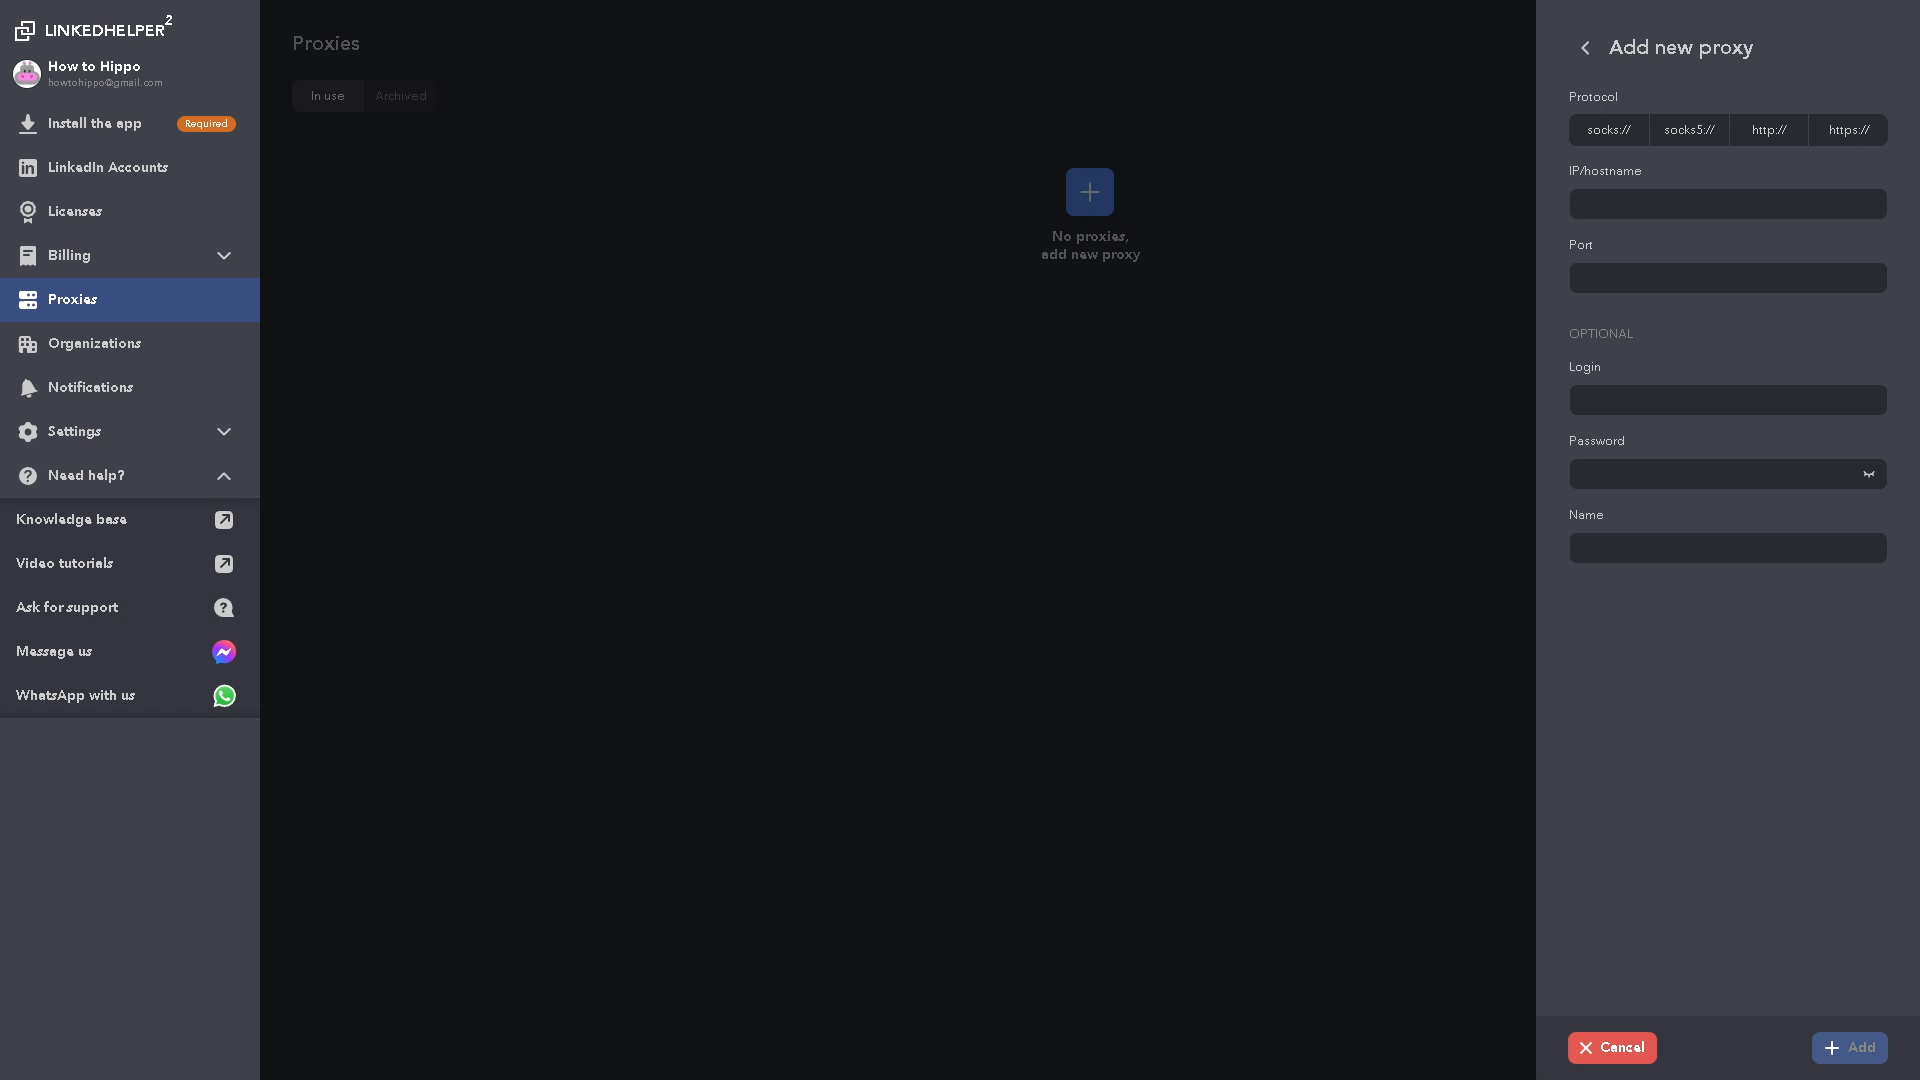 LINKEDHELPER2
How to Hippo
howtohippo@gmail.com
Install the app
Required
LinkedIn Accounts
Licenses
Billing
Proxies
Organizations
Notifications
Settings
Need help?
Knowledge base
Video tutorials
Ask for support
Message us
WhatsApp with us
Proxies
In use
Archived
No proxies,
add new proxy
Add new proxy
Protocol
socks://
socks5://
http://
https://
IP/hostname
Port
OPTIONAL
Login
Password
Name
Cancel
Add